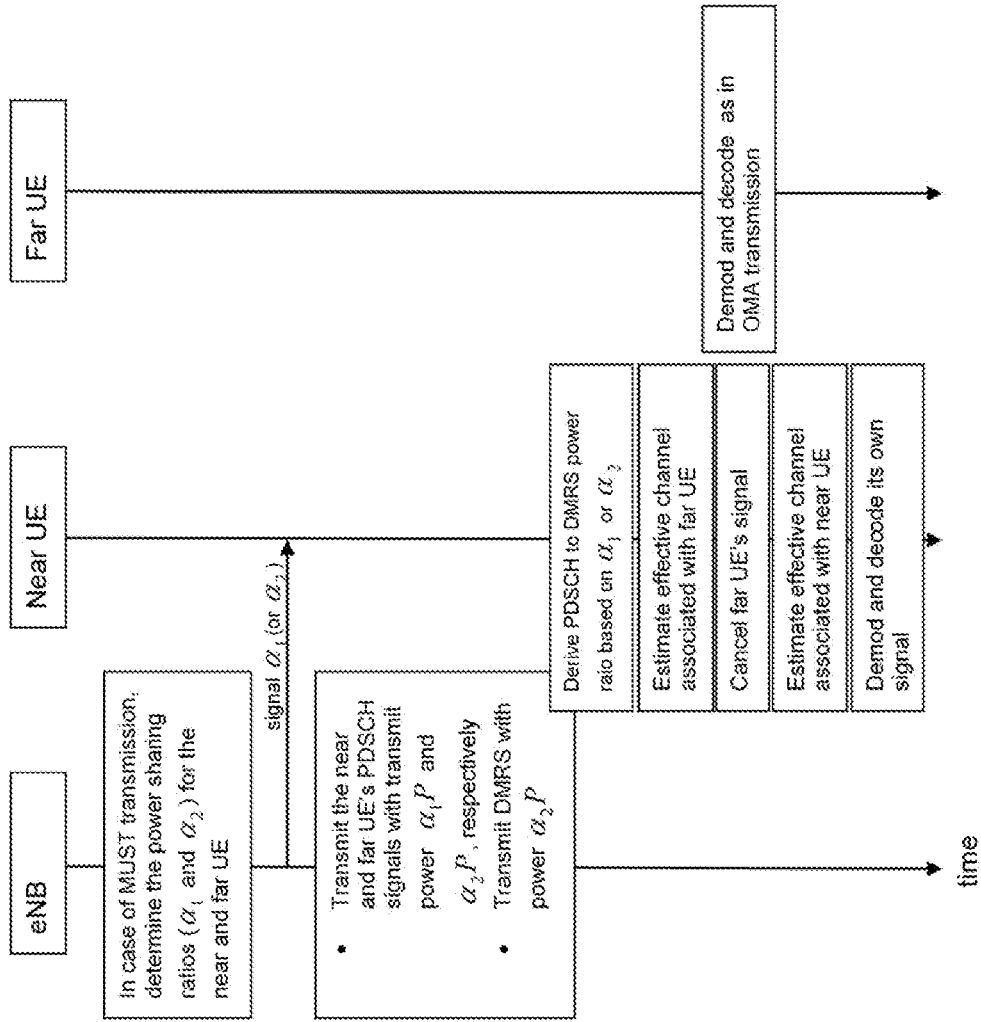 eNB
Near UE
Far UE
In case of MUST transmission,
determine the power sharing
ratios (α₁ and α₂) for the
near and far UE
signal α₁ (or α₂)
• Transmit the near
and far UE's PDSCH
signals with transmit
power α₁P and
α₂P, respectively
• Transmit DMRS with
power α₂P
Derive PDSCH to DMRS power
raio based on α₁ or α₂
Estimate effective channel
associated with far UE
Cancel far UE's signal
Estimate effective channel
associated with near UE
Demod and decode its own
signal
Demod and decode as in
OMA transmission
time